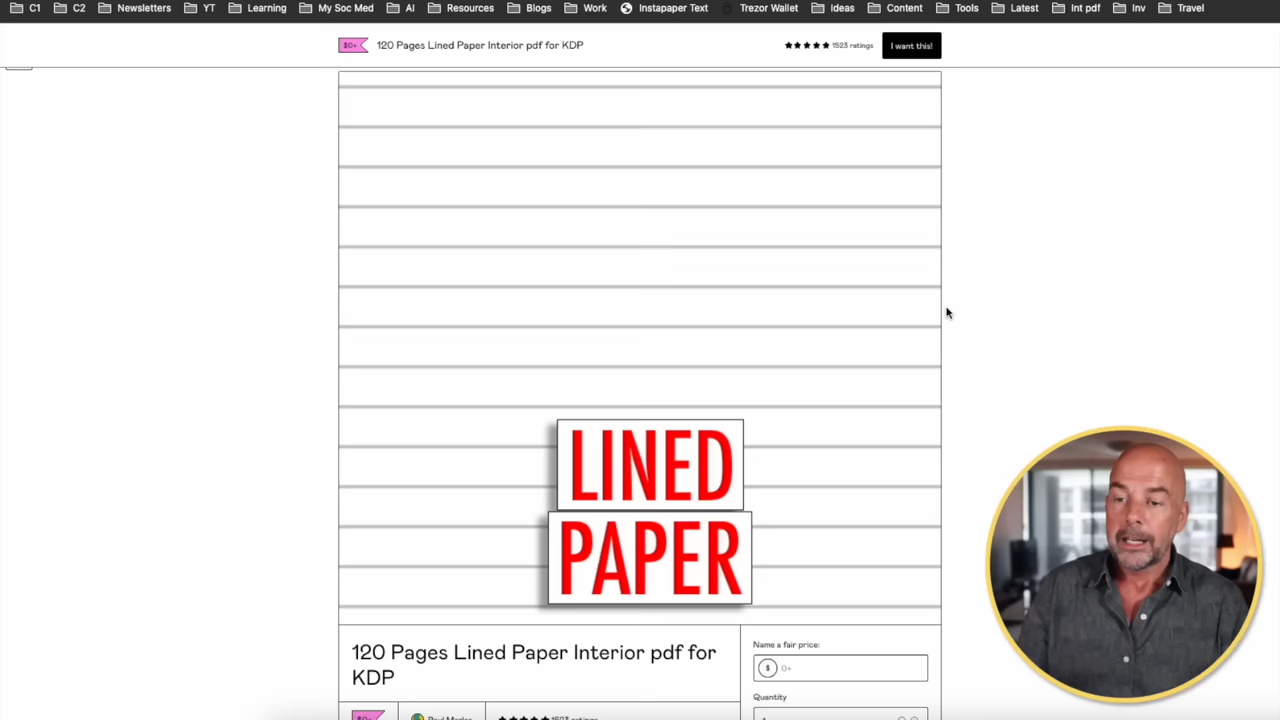 C1 C2 Newsletters YT Learning My Soc Med AI Resources Blogs Work Instapaper Text Trezor Wallet Ideas Content Tools Latest Int pdf Inv Travel
$0+ 120 Pages Lined Paper Interior pdf for KDP 1523 ratings I want this!
LINED
PAPER
120 Pages Lined Paper Interior pdf for
KDP
Name a fair price:
$ 0+
Quantity